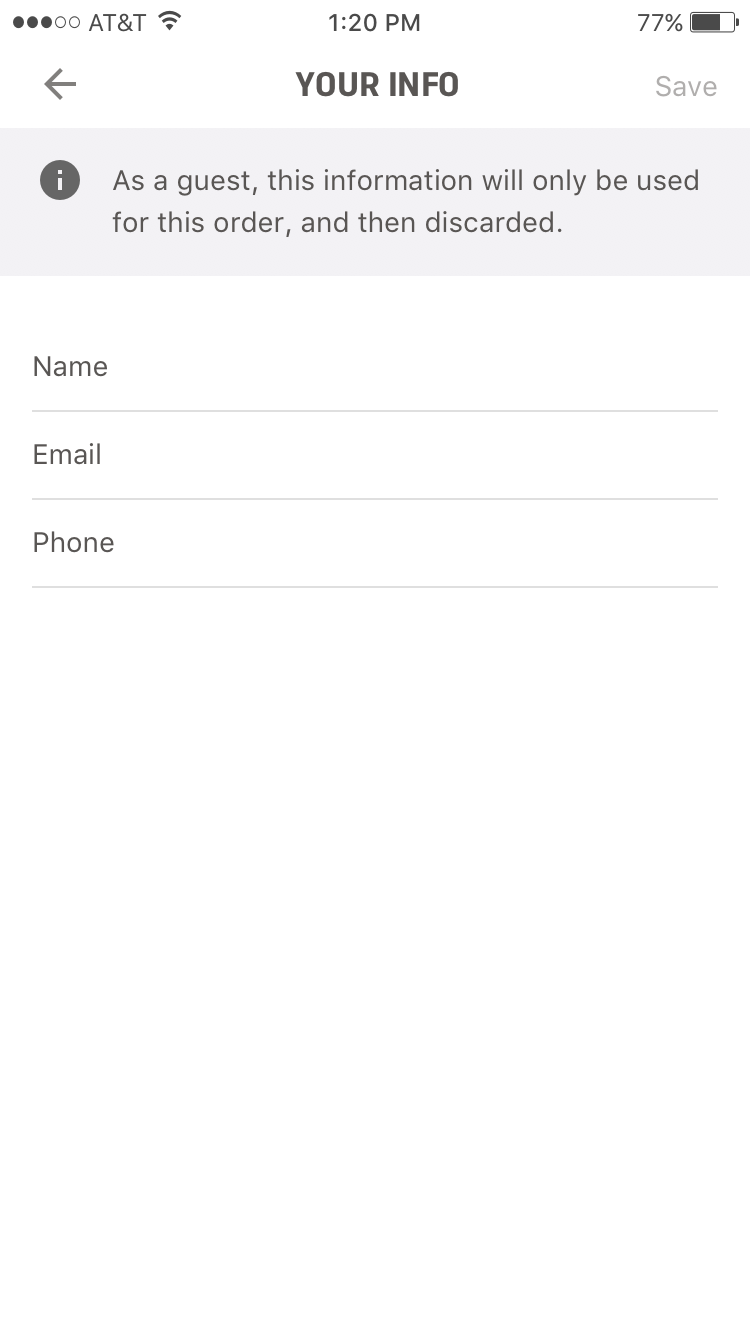 AT&T 1:20 PM 77%
YOUR INFO Save
As a guest, this information will only be used
for this order, and then discarded.
Name
Email
Phone